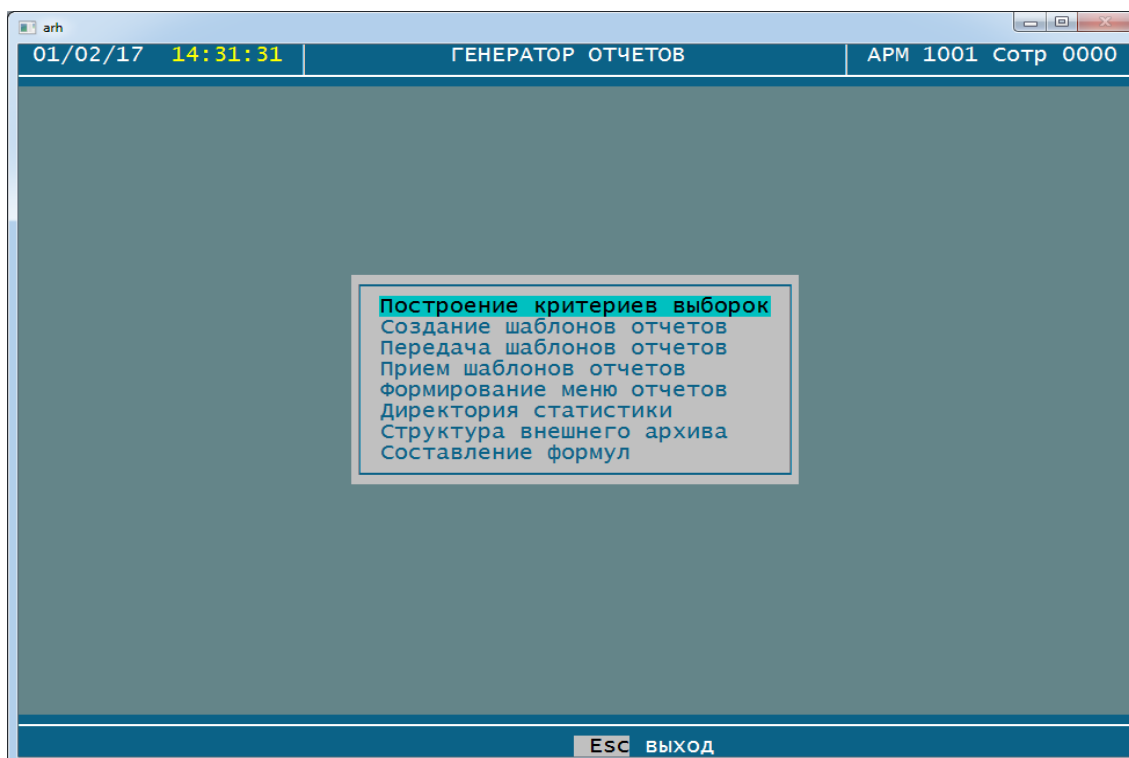 arh
01/02/17 14:31:31 ГЕНЕРАТОР ОТЧЕТОВ АРМ 1001 Сотр 0000
Построение критериев выборок
Создание шаблонов отчетов
Передача шаблонов отчетов
Прием шаблонов отчетов
Формирование меню отчетов
Директория статистики
Структура внешнего архива
Составление формул
Esc выход